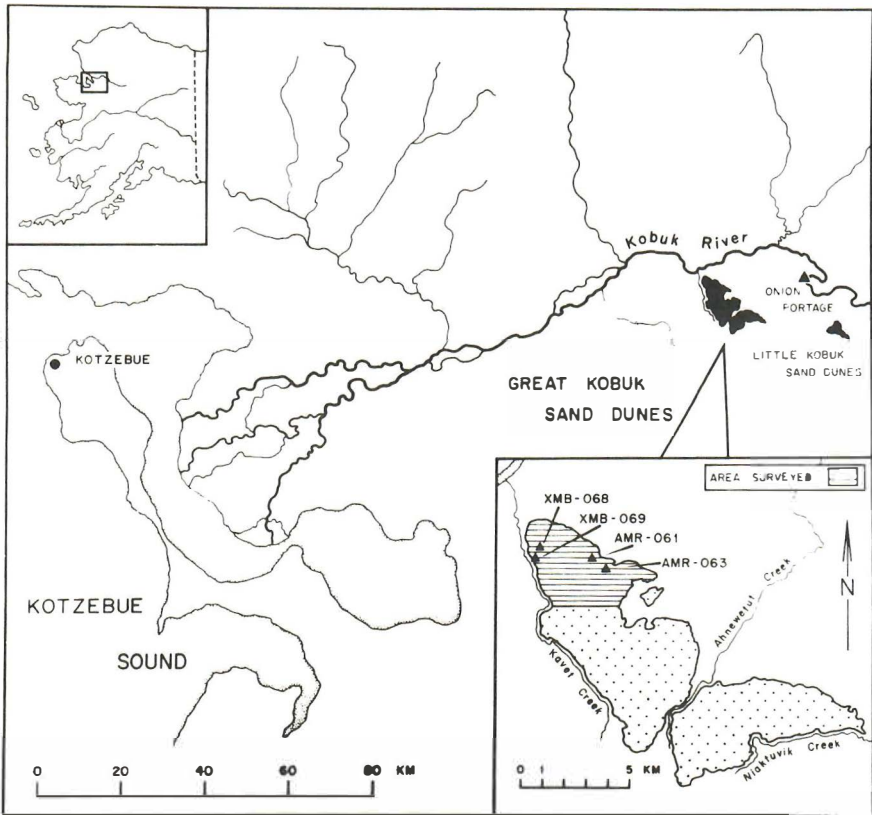 Kobuk River
ONION
PORTAGE
KOTZEBUE
LITTLE KOBUK
SAND DUNES
GREAT KOBUK
SAND DUNES
AREA SURVEYED
XMB-068
XMB-069
AMR-061
AMR-063
N
Ahnewetut Creek
Kavet Creek
Niaktuvik Creek
KOTZEBUE
SOUND
0 20 40 60 80 KM
0 1 5 KM